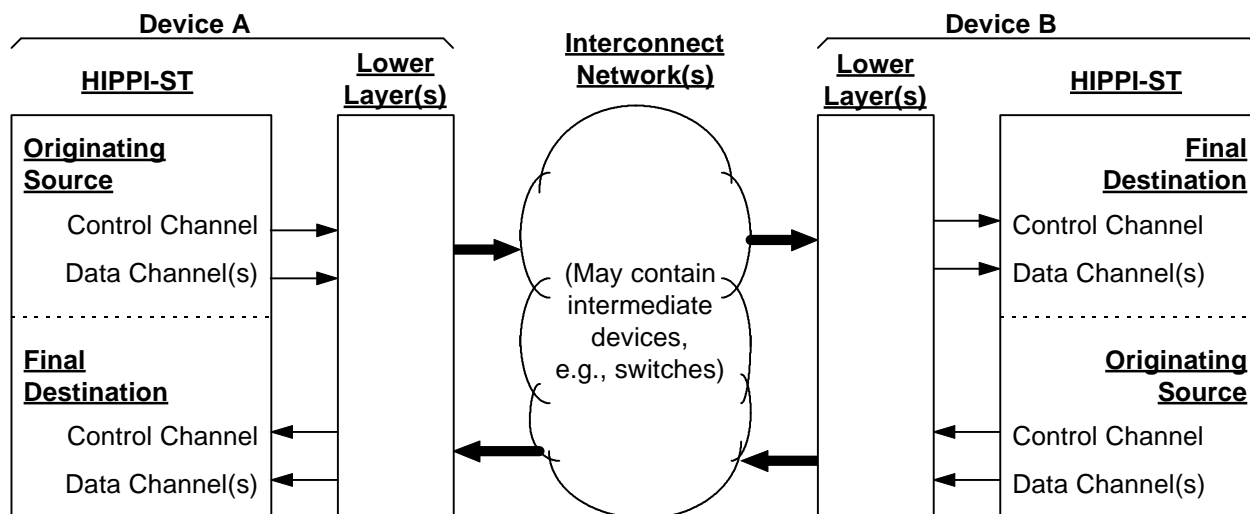 Device A
HIPPI-ST
Lower
Layer(s)
Originating
Source
Control Channel
Data Channel(s)
Final
Destination
Control Channel
Data Channel(s)
Interconnect
Network(s)
(May contain
intermediate
devices,
e.g., switches)
Device B
Lower
Layer(s)
HIPPI-ST
Final
Destination
Control Channel
Data Channel(s)
Originating
Source
Control Channel
Data Channel(s)